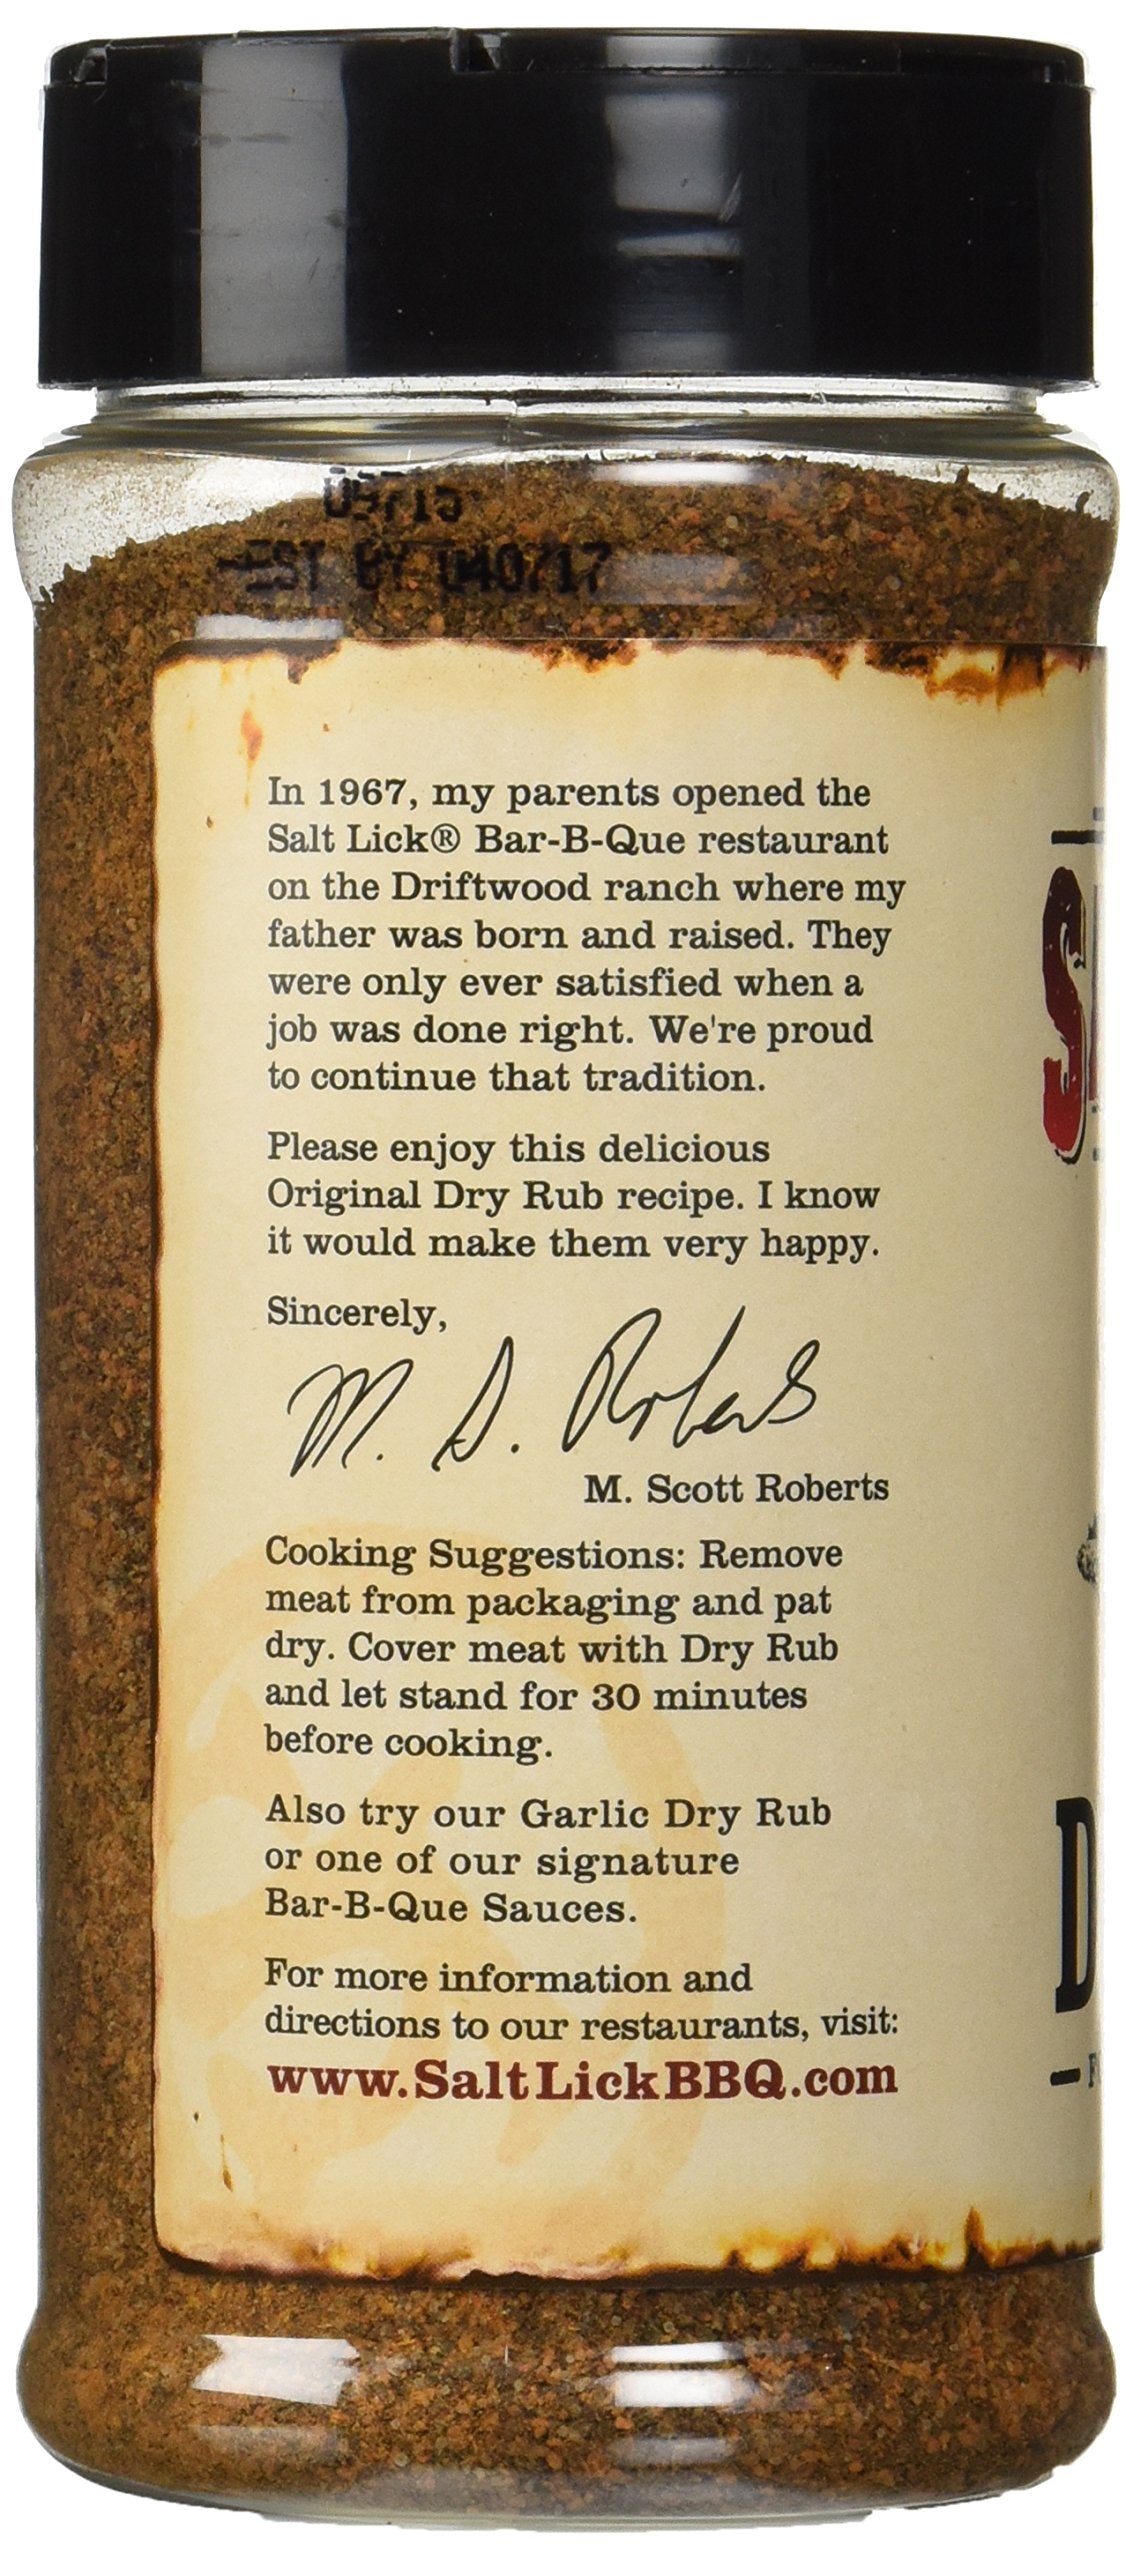 09715
EST BY 040717
In 1967, my parents opened the
Salt Lick® Bar-B-Que restaurant
on the Driftwood ranch where my
father was born and raised. They
were only ever satisfied when a
job was done right. We're proud
to continue that tradition.
Please enjoy this delicious
Original Dry Rub recipe. I know
it would make them very happy.
Sincerely,
M. S. Roberts
M. Scott Roberts
Cooking Suggestions: Remove
meat from packaging and pat
dry. Cover meat with Dry Rub
and let stand for 30 minutes
before cooking.
Also try our Garlic Dry Rub
or one of our signature
Bar-B-Que Sauces.
For more information and
directions to our restaurants, visit:
www.SaltLickBBQ.com
S
D